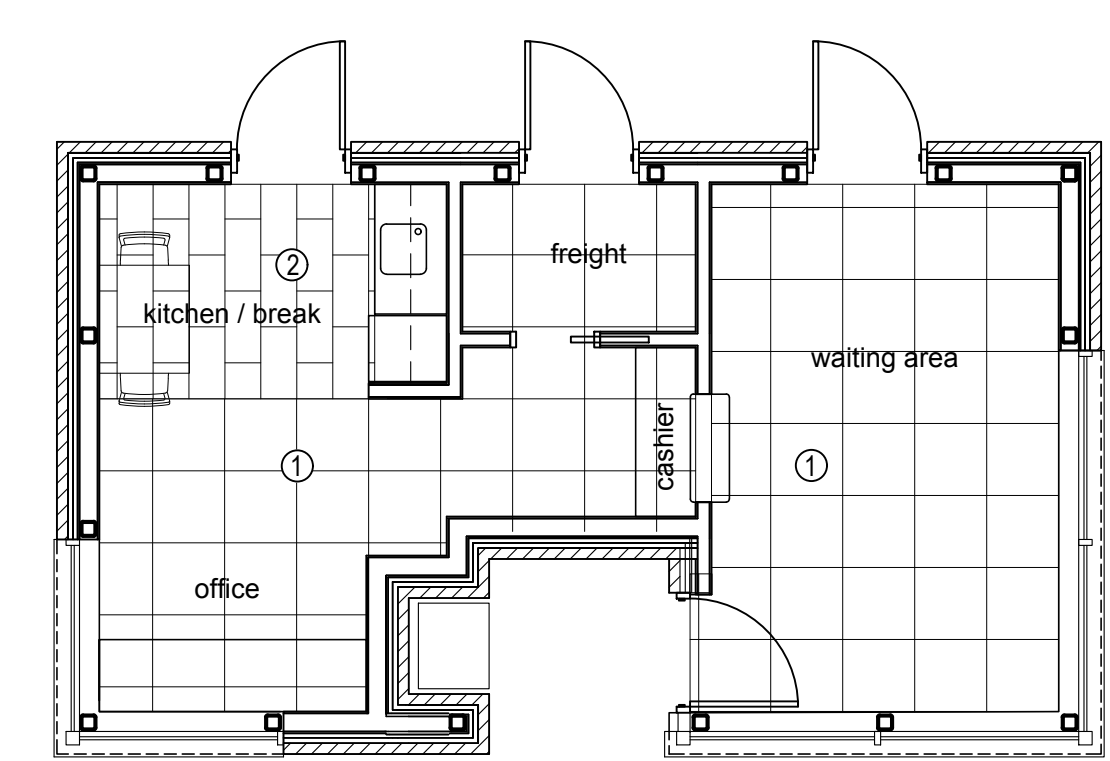 freight
②
kitchen / break
waiting area
cashier
①
①
office